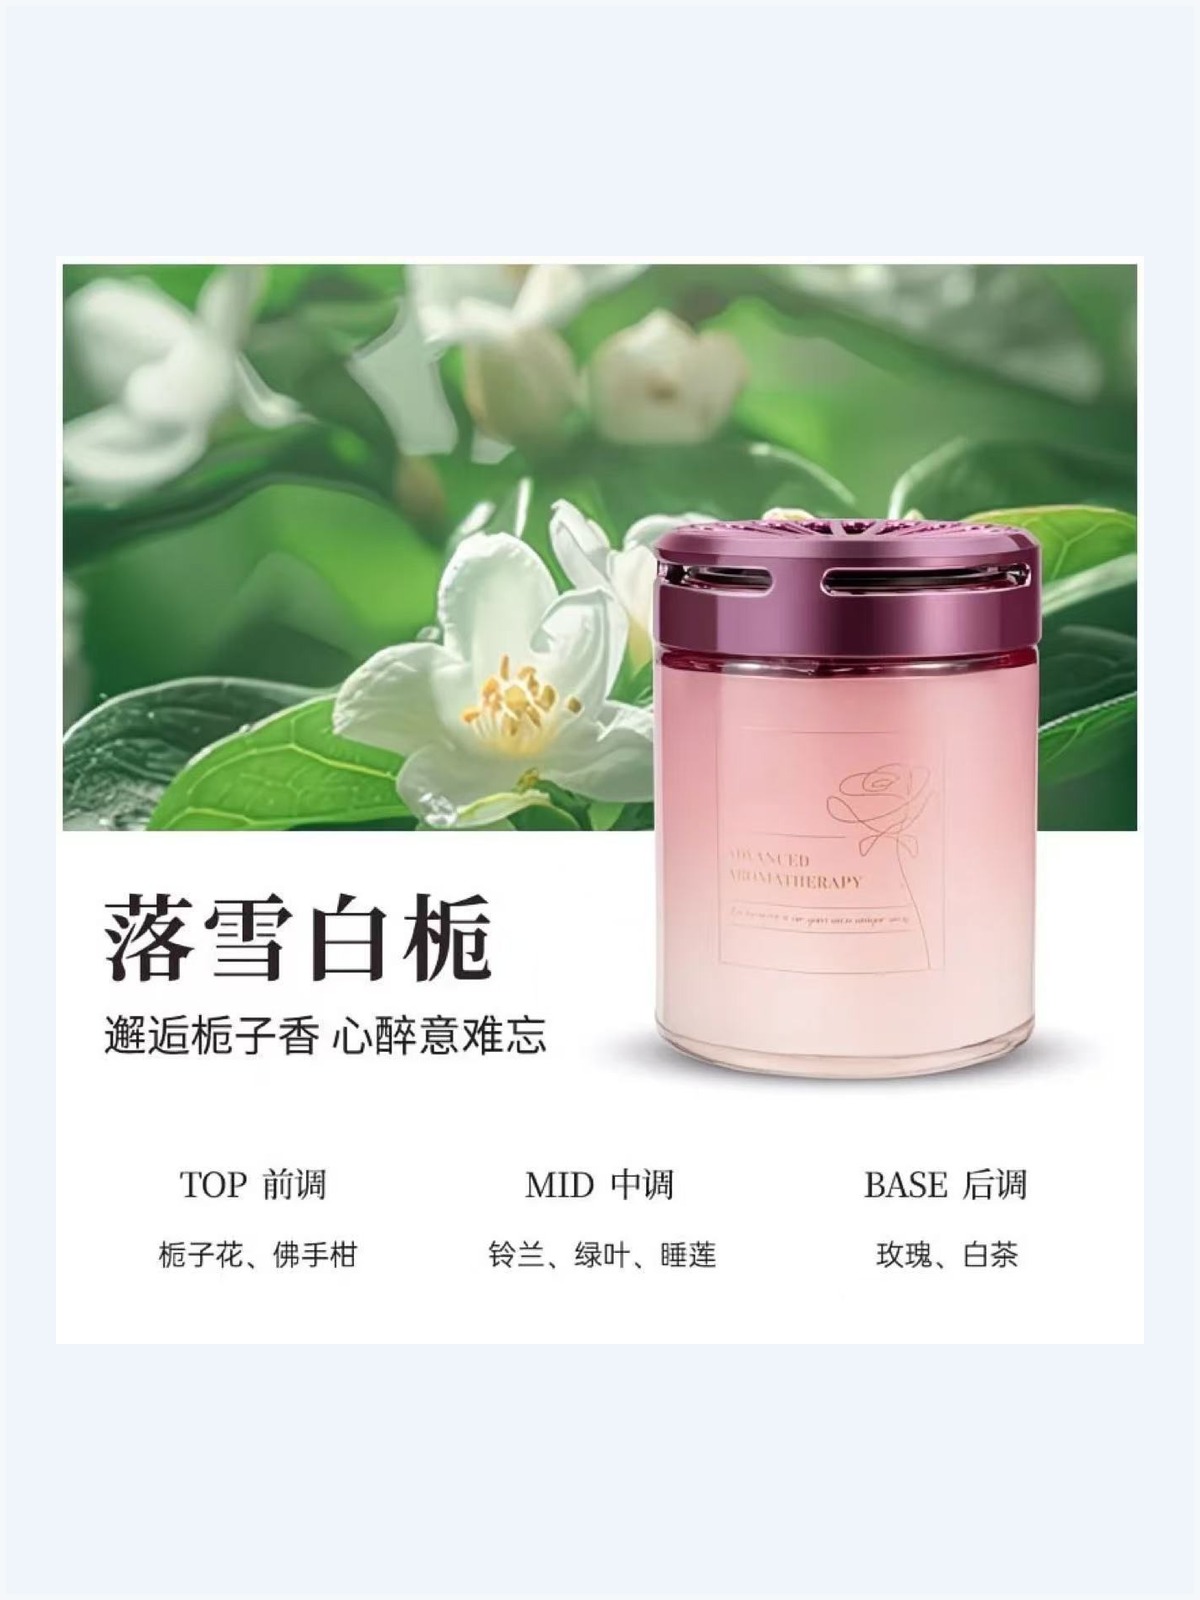 ADVANCED
AROMATHERAPY
落雪白栀
邂逅栀子香 心醉意难忘
TOP 前调
栀子花、佛手柑
MID 中调
铃兰、绿叶、睡莲
BASE 后调
玫瑰、白茶